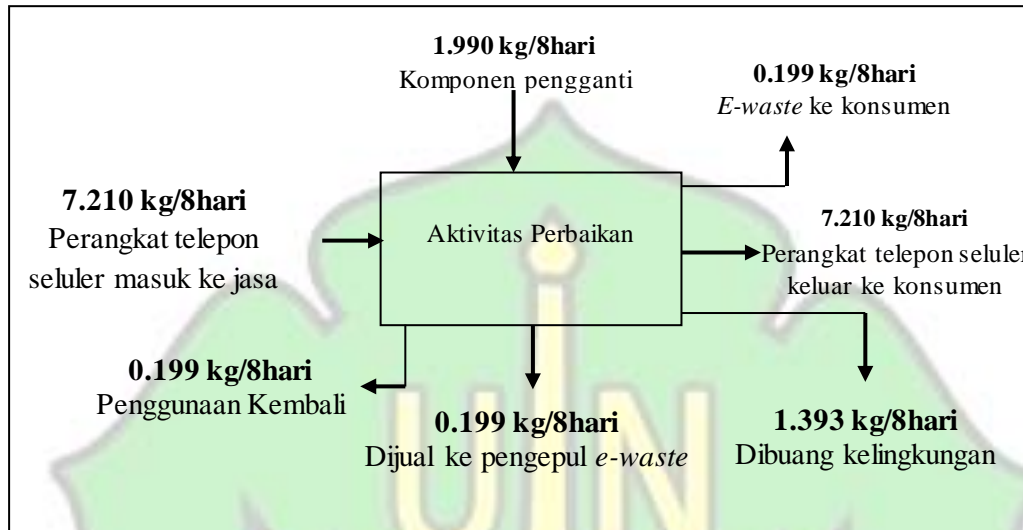 1.990 kg/8hari
Komponen pengganti
0.199 kg/8hari
E-waste ke konsumen
7.210 kg/8hari
Perangkat telepon
seluler masuk ke jasa
Aktivitas Perbaikan
7.210 kg/8hari
Perangkat telepon seluler
keluar ke konsumen
0.199 kg/8hari
Penggunaan Kembali
0.199 kg/8hari
Dijual ke pengepul e-waste
1.393 kg/8hari
Dibuang kelingkungan
UIN